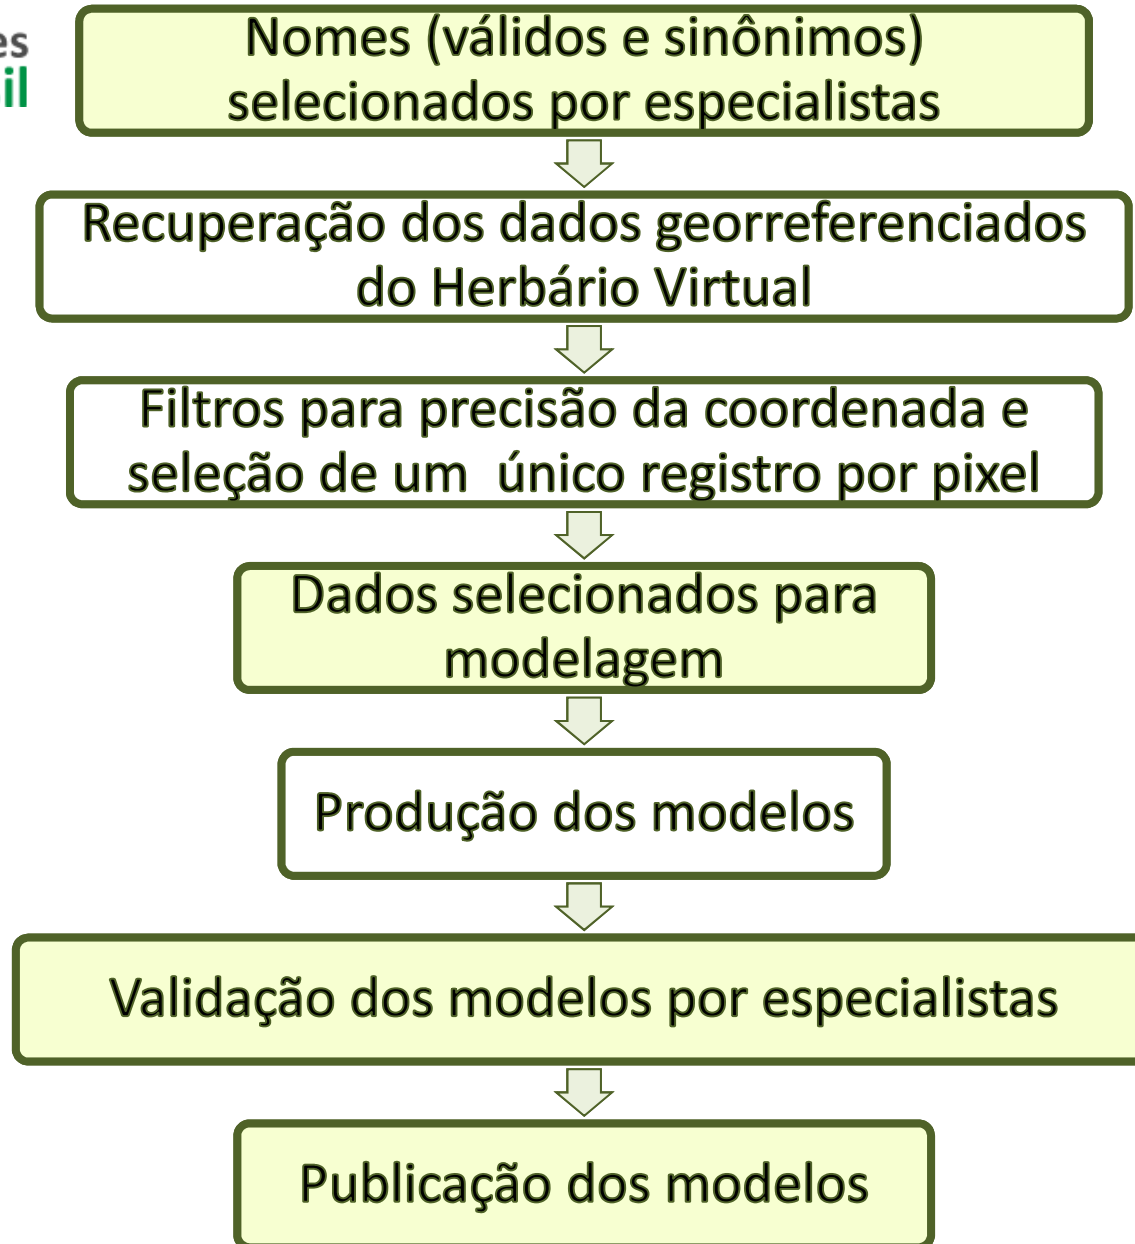 es
il
Nomes (válidos e sinônimos)
selecionados por especialistas
Recuperação dos dados georreferenciados
do Herbário Virtual
Filtros para precisão da coordenada e
seleção de um  único registro por pixel
Dados selecionados para
modelagem
Produção dos modelos
Validação dos modelos por especialistas
Publicação dos modelos